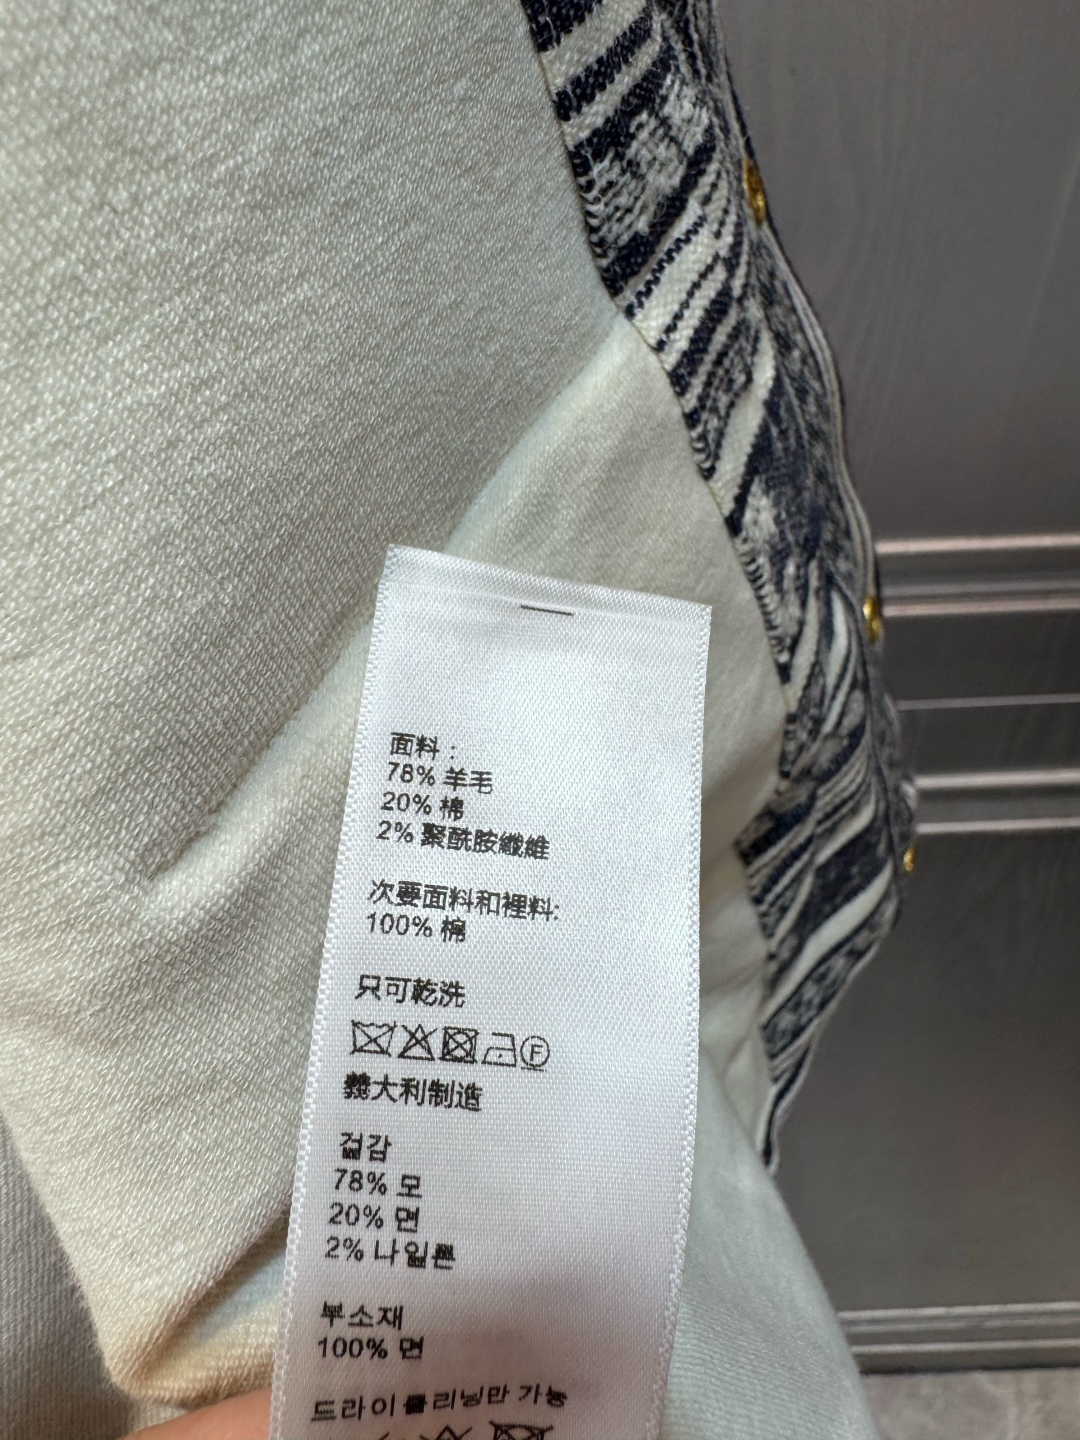 面料：
78% 羊毛
20% 棉
2% 聚酰胺纖維
次要面料和裡料:
100% 棉
只可乾洗
F
義大利制造
겉감
78% 모
20% 면
2% 나일론
부소재
100% 면
드라이 클리닝만 가능